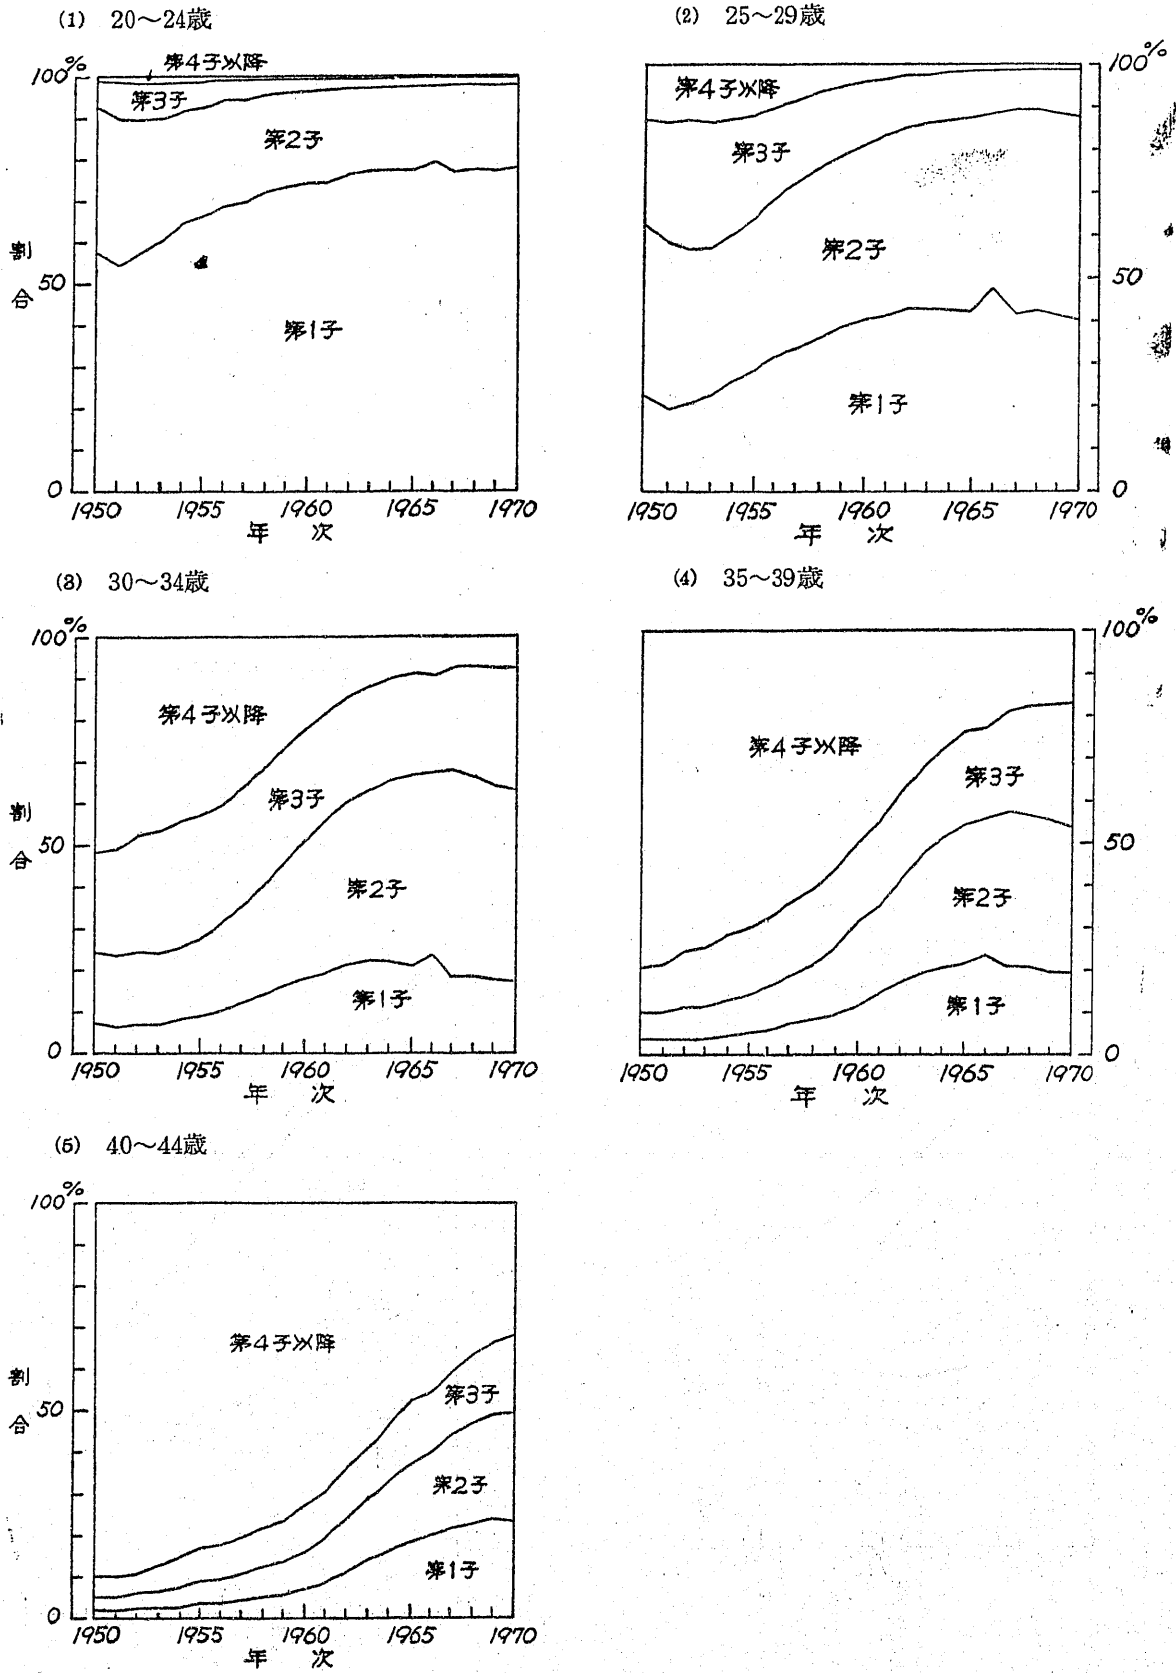 (1) 20～24歳
100%
第4子以降
第3子
第2子
第1子
割合
50
0
1950 1955 1960 1965 1970
年次
(2) 25～29歳
100%
第4子以降
第3子
第2子
第1子
50
0
1950 1955 1960 1965 1970
年次
(3) 30～34歳
100%
第4子以降
第3子
第2子
第1子
割合
50
0
1950 1955 1960 1965 1970
年次
(4) 35～39歳
100%
第4子以降
第3子
第2子
第1子
50
0
1950 1955 1960 1965 1970
年次
(5) 40～44歳
100%
第4子以降
第3子
第2子
第1子
割合
50
0
1950 1955 1960 1965 1970
年次